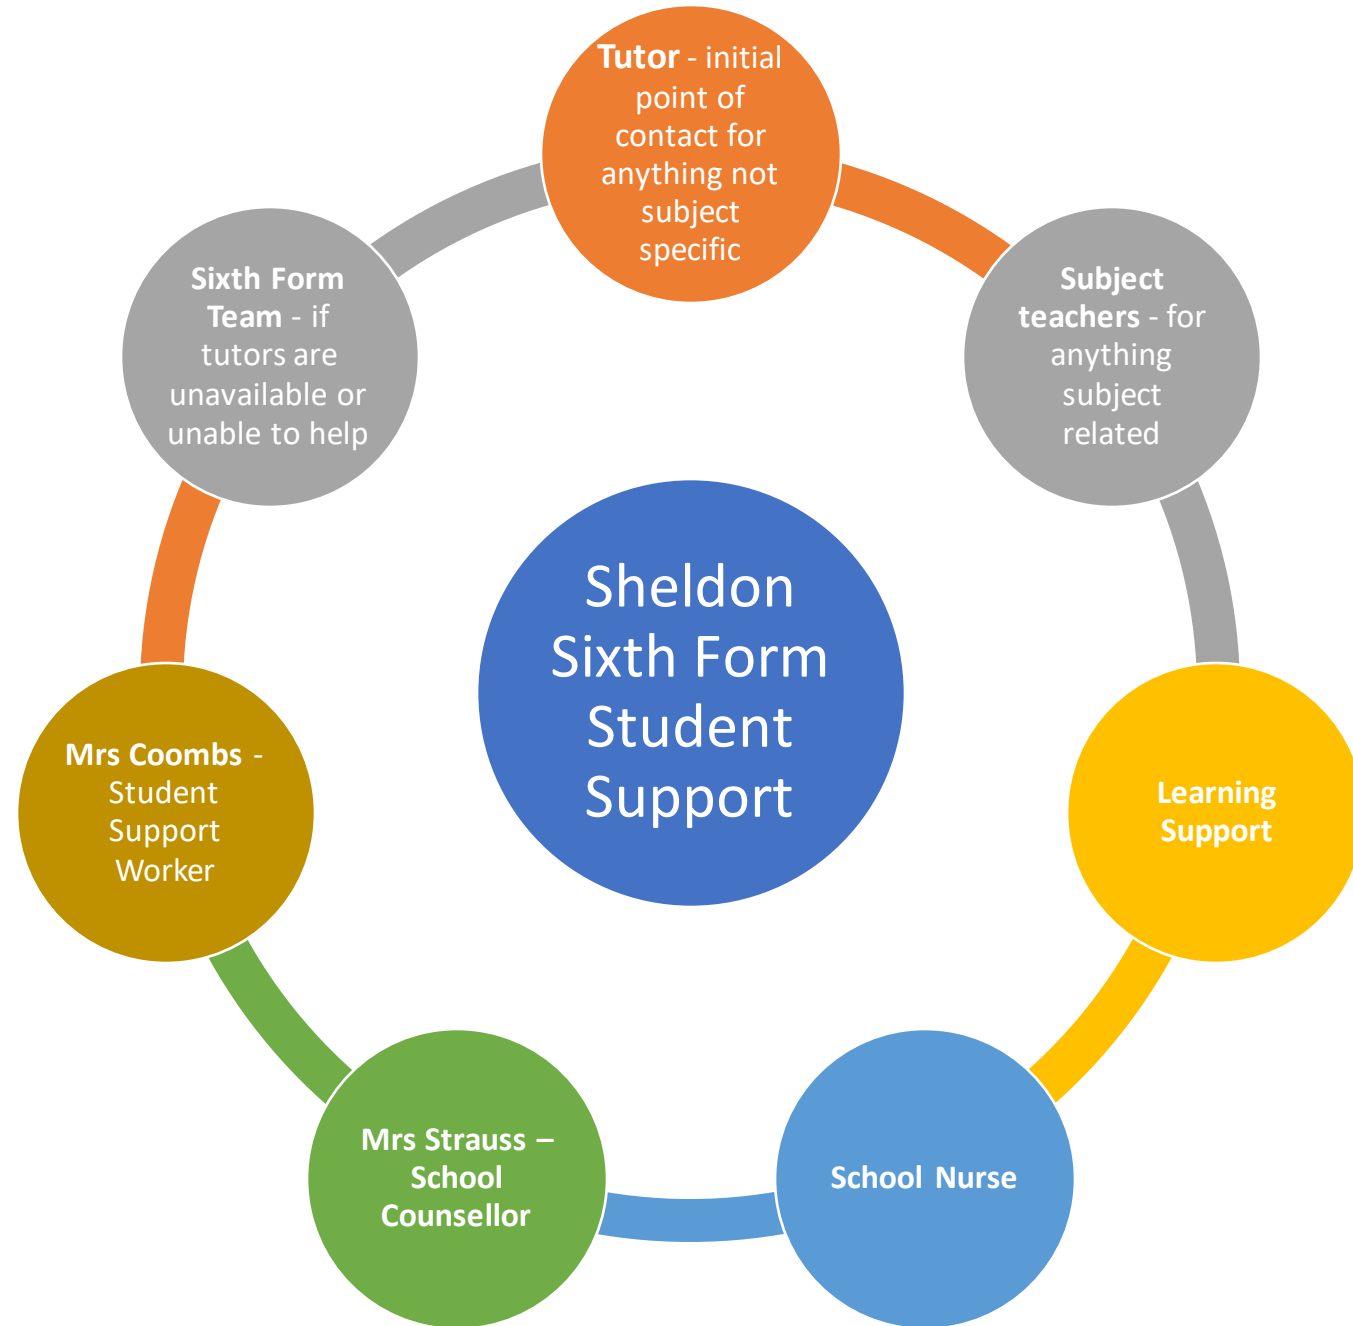 Tutor - initial
point of
contact for
anything not
subject
specific
Subject
teachers - for
anything
subject
related
Learning
Support
School Nurse
Mrs Strauss –
School
Counsellor
Mrs Coombs -
Student
Support
Worker
Sixth Form
Team - if
tutors are
unavailable or
unable to help
Sheldon
Sixth Form
Student
Support